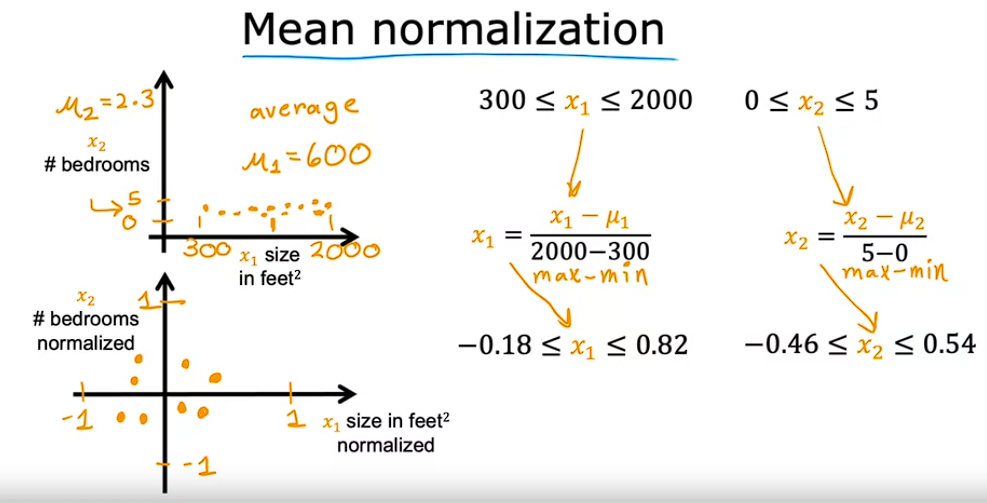 Mean normalization
μ₂=2.3
x₂
# bedrooms
5
0
average
μ₁=600
300
x₁ size
in feet²
2000
x₂
# bedrooms
normalized
1
-1
1
-1
x₁ size in feet²
normalized
300 ≤ x₁ ≤ 2000
x₁ = (x₁ − μ₁) / (2000−300)
max-min
−0.18 ≤ x₁ ≤ 0.82
0 ≤ x₂ ≤ 5
x₂ = (x₂ − μ₂) / (5−0)
max-min
−0.46 ≤ x₂ ≤ 0.54